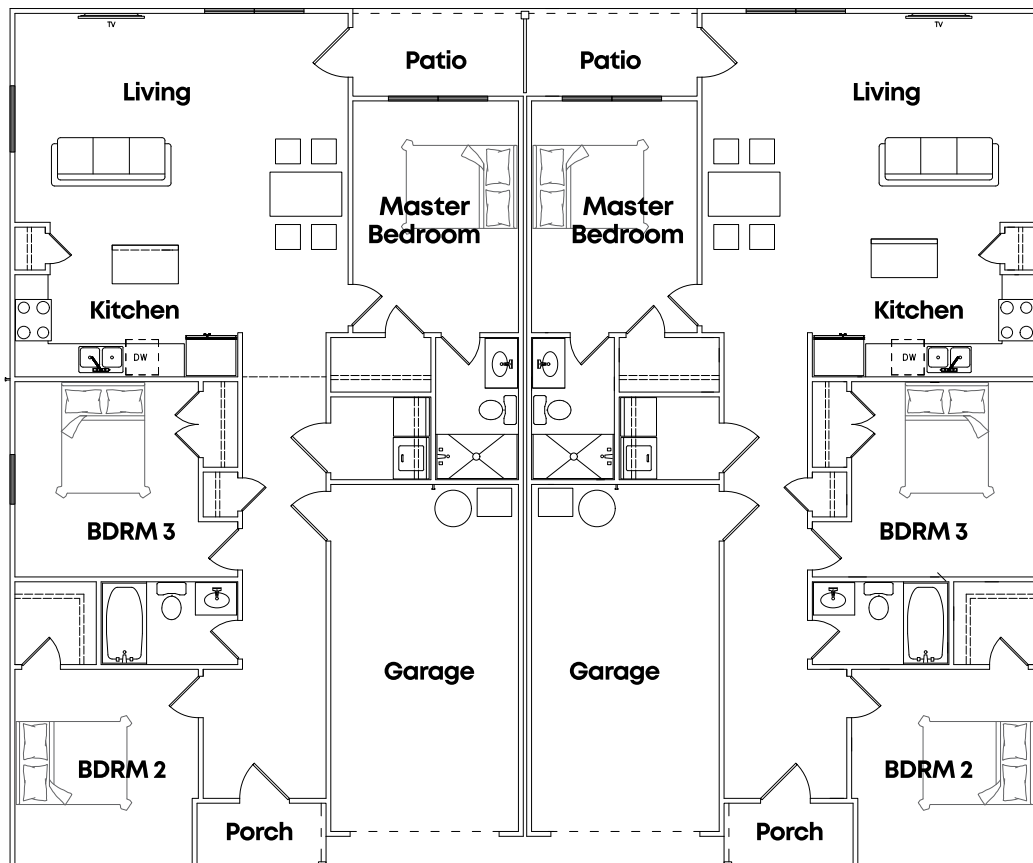 TV
TV
Patio
Patio
Living
Living
Master
Bedroom
Master
Bedroom
Kitchen
Kitchen
DW
DW
BDRM 3
BDRM 3
Garage
Garage
BDRM 2
BDRM 2
Porch
Porch